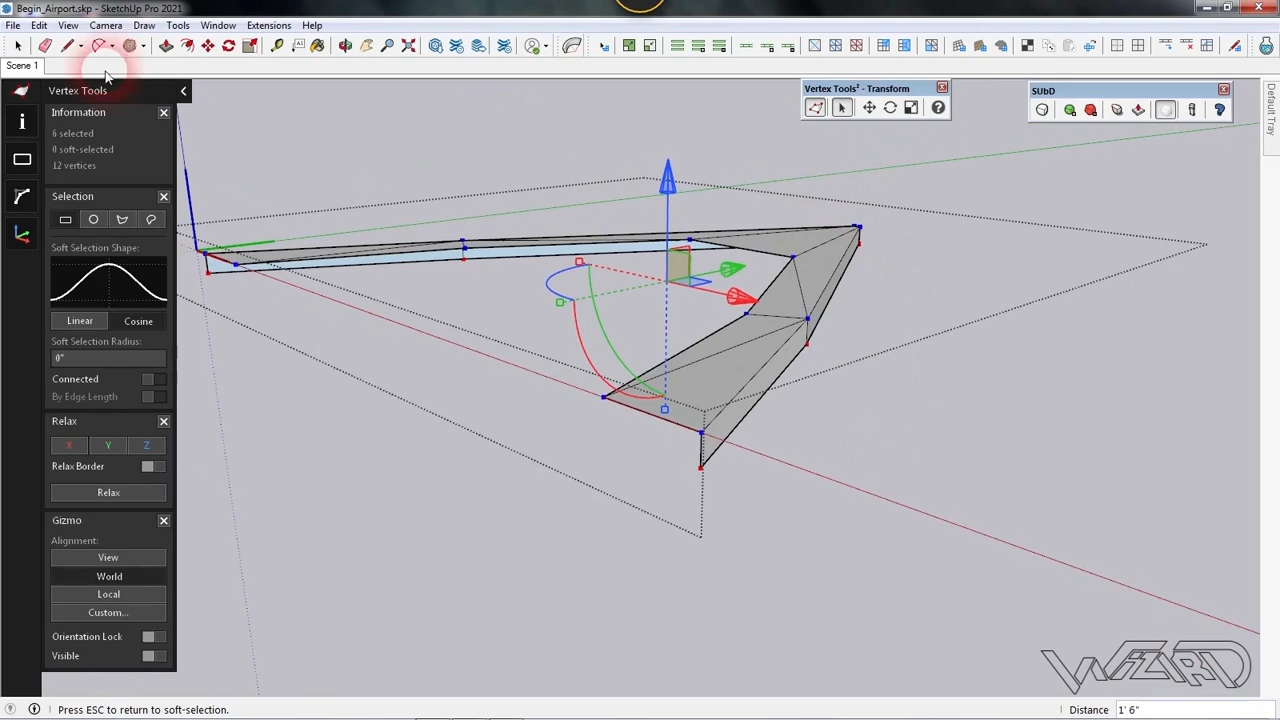 Begin_Airport.skp - SketchUp Pro 2021
File Edit View Camera Draw Tools Window Extensions Help
Scene 1
Vertex Tools
Information
6 selected
0 soft-selected
12 vertices
Selection
Soft Selection Shape:
Linear Cosine
Soft Selection Radius:
0"
Connected
By Edge Length
Relax
X Y Z
Relax Border
Relax
Gizmo
Alignment:
View
World
Local
Custom...
Orientation Lock
Visible
Vertex Tools² - Transform
SUbD
Default Tray
WIZARD
Press ESC to return to soft-selection.
Distance 1' 6"